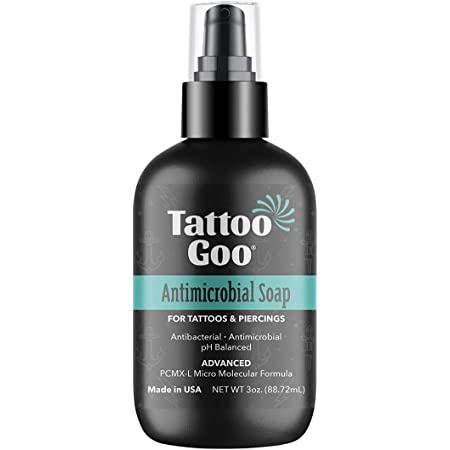 Tattoo
Goo®
Antimicrobial Soap
FOR TATTOOS & PIERCINGS
Antibacterial • Antimicrobial
pH Balanced
ADVANCED
PCMX-L Micro Molecular Formula
Made in USA NET WT 3oz. (88.72mL)